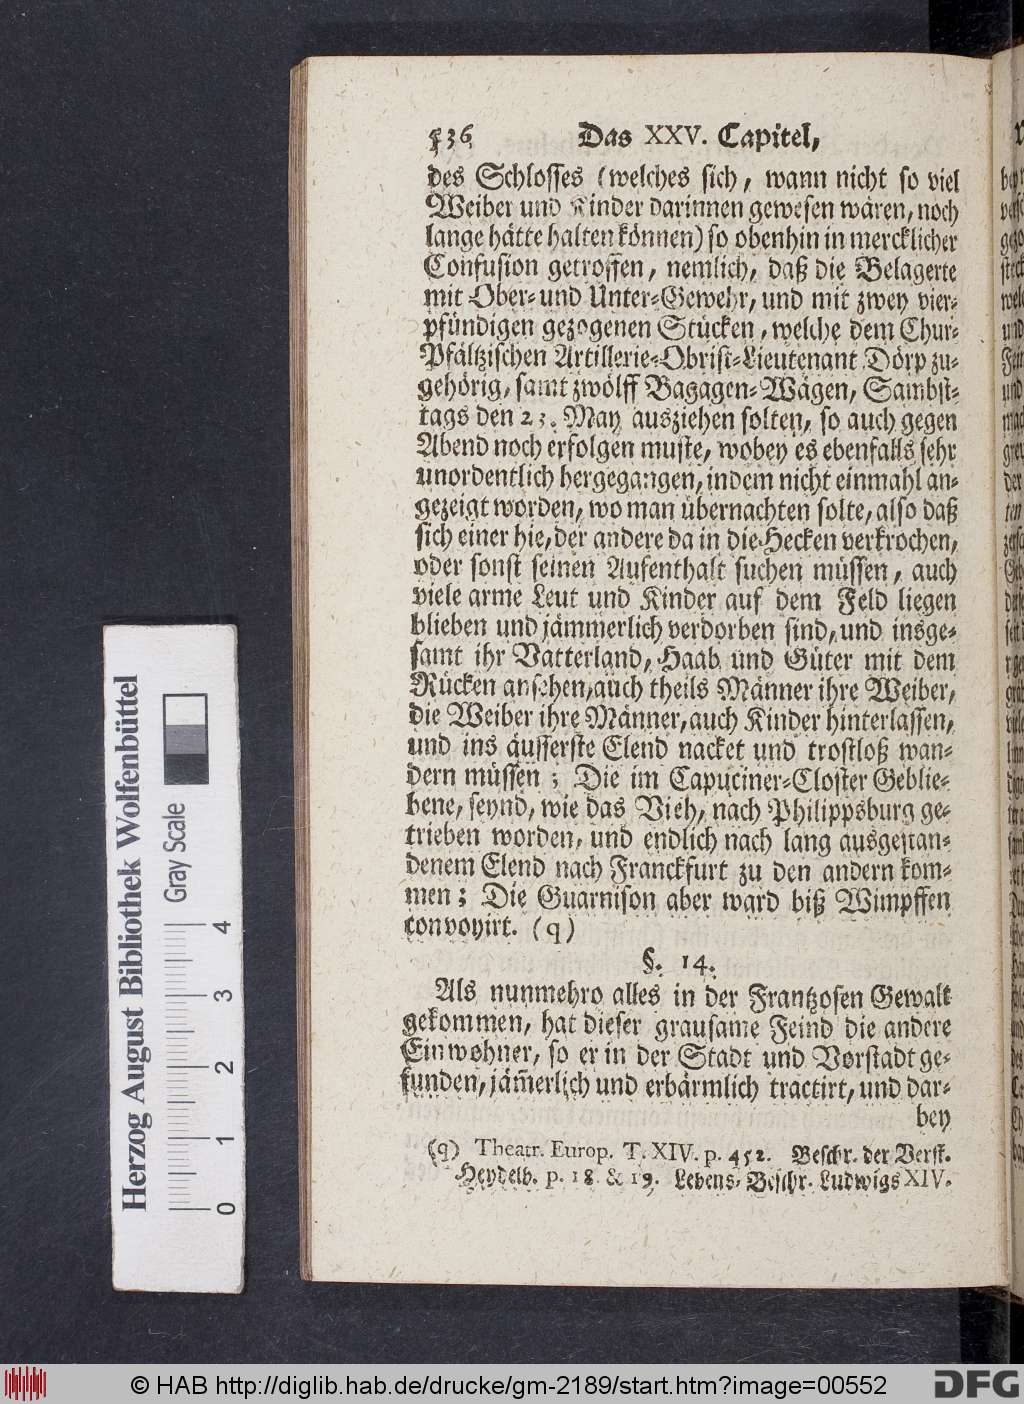 536 Das XXV. Capitel,
des Schlosses (welches sich, wann nicht so viel
Weiber und Kinder darinnen gewesen wären, noch
lange hätte halten können) so obenhin in mercklicher
Confusion getroffen, nemlich, daß die Belagerte
mit Ober- und Unter-Gewehr, und mit zwey vier-
pfündigen gezogenen Stücken, welche dem Chur-
Pfältzischen Artillerie-Obrist-Lieutenant Dörp zu-
gehörig, samt zwölff Bagagen-Wägen, Sambst-
tags den 23. May ausziehen solten, so auch gegen
Abend noch erfolgen muste, wobey es ebenfalls sehr
unordentlich hergegangen, indem nicht einmahl an-
gezeigt worden, wo man übernachten solte, also daß
sich einer hie, der andere da in die Hecken verkrochen,
oder sonst seinen Aufenthalt suchen müssen, auch
viele arme Leut und Kinder auf dem Feld liegen
blieben und jämmerlich verdorben sind, und insge-
samt ihr Vatterland, Haab und Güter mit dem
Rücken ansehen, auch theils Männer ihre Weiber,
die Weiber ihre Männer, auch Kinder hinterlassen,
und ins äusserste Elend nacket und trostloß wan-
dern müssen; Die im Capuciner-Closter Geblie-
bene, seynd, wie das Vieh, nach Philippsburg ge-
trieben worden, und endlich nach lang ausgestan-
denem Elend nach Franckfurt zu den andern kom-
men; Die Guarnison aber ward biß Wimpffen
convoyirt. (q)
§. 14.
Als nunmehro alles in der Frantzosen Gewalt
gekommen, hat dieser grausame Feind die andere
Einwohner, so er in der Stadt und Vorstadt ge-
funden, jäm̃erlich und erbärmlich tractirt, und dar-
bey
(q) Theatr. Europ. T. XIV. p. 452. Beschr. der Verst.
Heydelb. p. 18 & 19. Lebens-Beschr. Ludwigs XIV.
Herzog August Bibliothek Wolfenbüttel
Gray Scale
0 1 2 3 4
© HAB http://diglib.hab.de/drucke/gm-2189/start.htm?image=00552
DFG